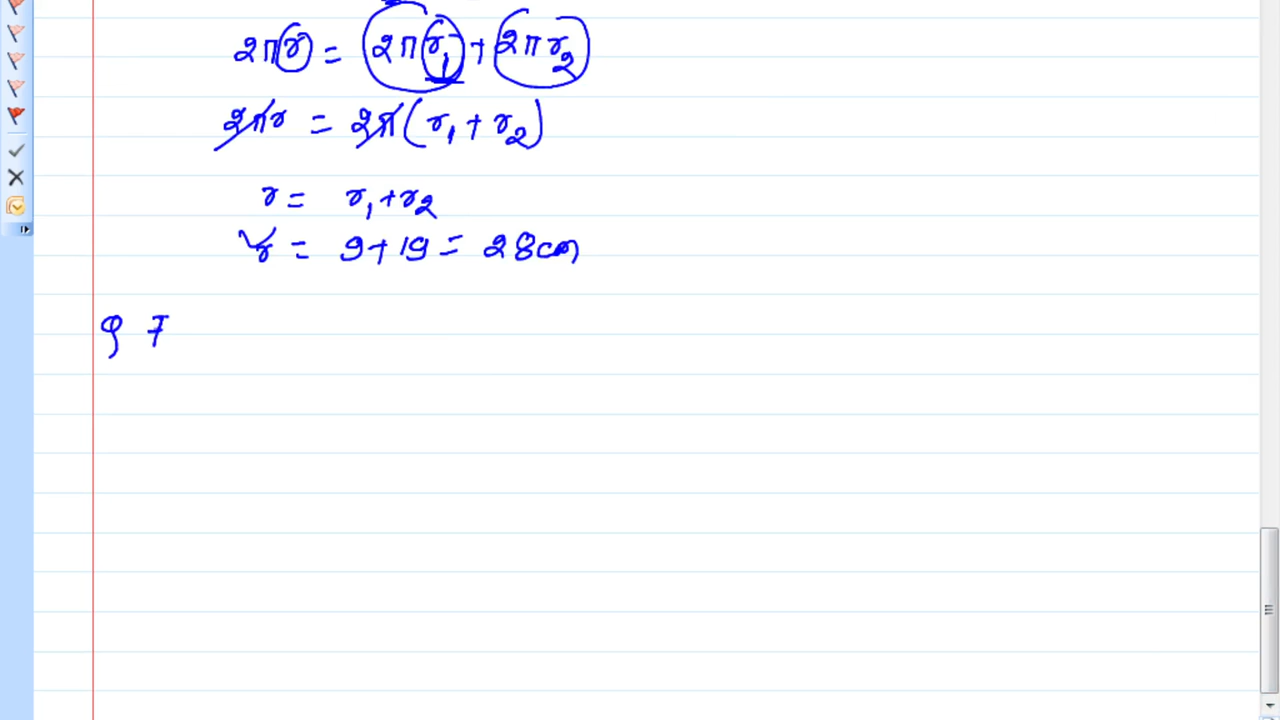 2πr = 2πr₁ + 2πr₂
2πr = 2π(r₁ + r₂)
r = r₁ + r₂
r = 9 + 19 = 28cm
Q 7